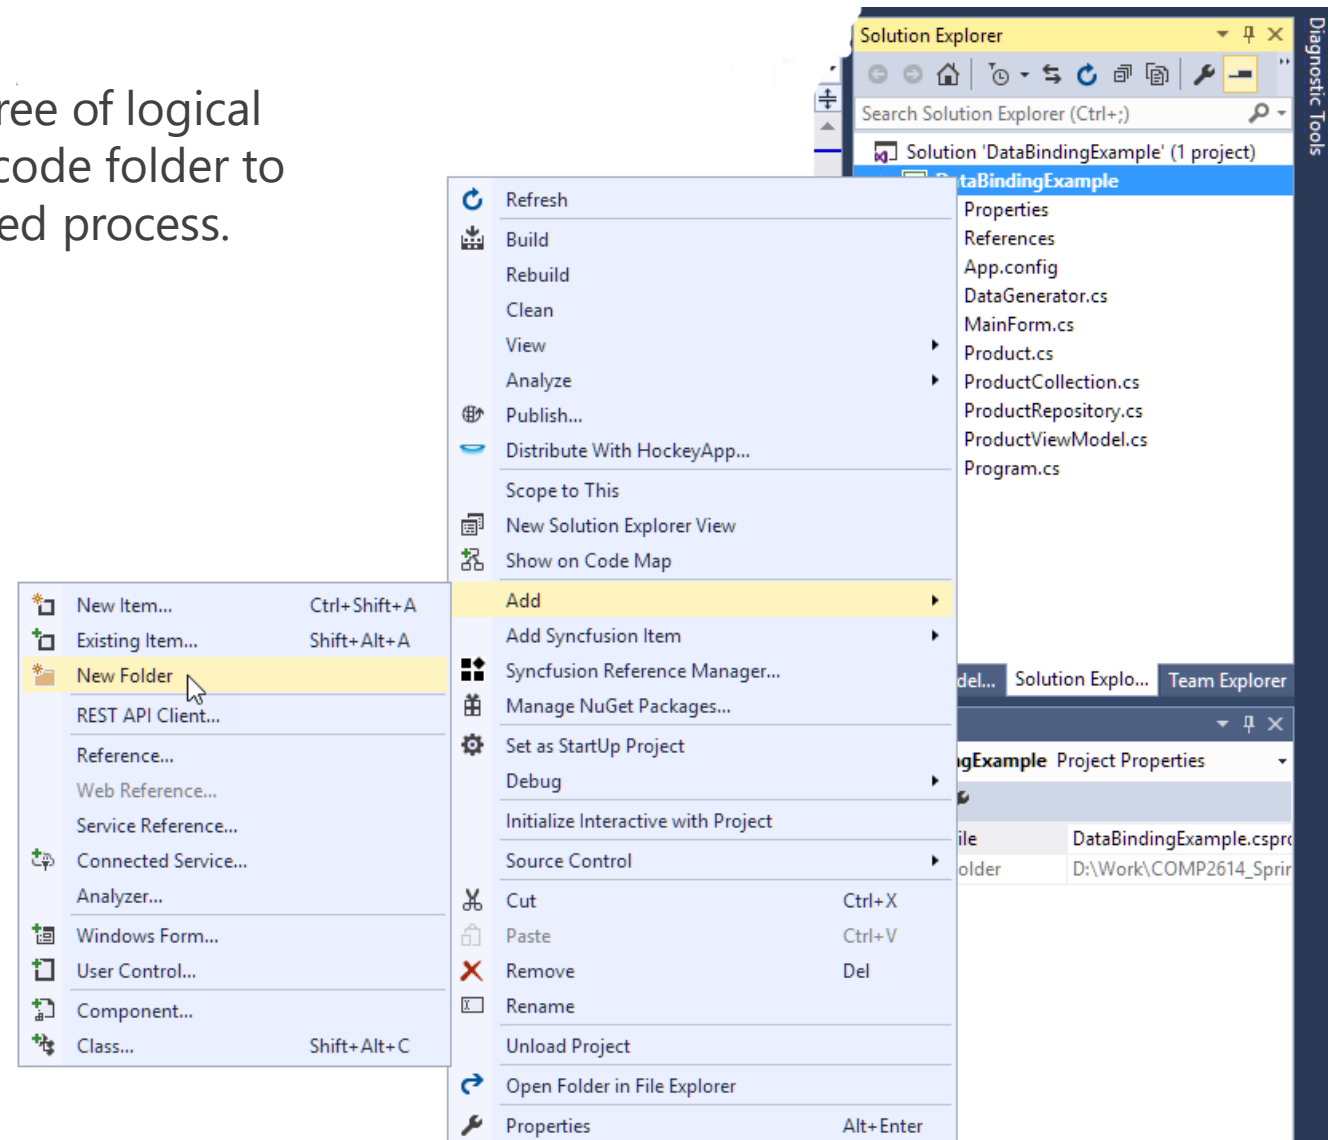 ree of logical
code folder to
ed process.
Solution Explorer
Search Solution Explorer (Ctrl+;)
Solution 'DataBindingExample' (1 project)
taBindingExample
Properties
References
App.config
DataGenerator.cs
MainForm.cs
Product.cs
ProductCollection.cs
ProductRepository.cs
ProductViewModel.cs
Program.cs
Diagnostic Tools
Refresh
Build
Rebuild
Clean
View
Analyze
Publish...
Distribute With HockeyApp...
Scope to This
New Solution Explorer View
Show on Code Map
Add
Add Syncfusion Item
Syncfusion Reference Manager...
Manage NuGet Packages...
Set as StartUp Project
Debug
Initialize Interactive with Project
Source Control
Cut Ctrl+X
Paste Ctrl+V
Remove Del
Rename
Unload Project
Open Folder in File Explorer
Properties Alt+Enter
New Item... Ctrl+Shift+A
Existing Item... Shift+Alt+A
New Folder
REST API Client...
Reference...
Web Reference...
Service Reference...
Connected Service...
Analyzer...
Windows Form...
User Control...
Component...
Class... Shift+Alt+C
del... Solution Explo... Team Explorer
gExample Project Properties
ile DataBindingExample.cspro
older D:\Work\COMP2614_Sprin